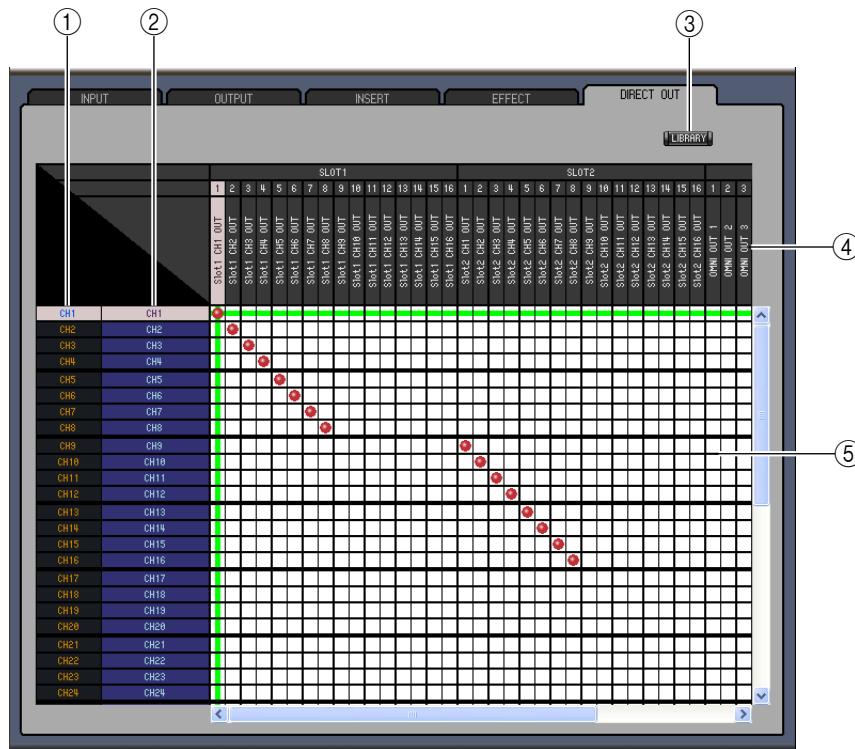 ① ② ③
INPUT OUTPUT INSERT EFFECT DIRECT OUT
LIBRARY
SLOT1 SLOT2
1 2 3 4 5 6 7 8 9 10 11 12 13 14 15 16 1 2 3 4 5 6 7 8 9 10 11 12 13 14 15 16 1 2 3
Slot1 CH1 OUT
Slot1 CH2 OUT
Slot1 CH3 OUT
Slot1 CH4 OUT
Slot1 CH5 OUT
Slot1 CH6 OUT
Slot1 CH7 OUT
Slot1 CH8 OUT
Slot1 CH9 OUT
Slot1 CH10 OUT
Slot1 CH11 OUT
Slot1 CH12 OUT
Slot1 CH13 OUT
Slot1 CH14 OUT
Slot1 CH15 OUT
Slot1 CH16 OUT
Slot2 CH1 OUT
Slot2 CH2 OUT
Slot2 CH3 OUT
Slot2 CH4 OUT
Slot2 CH5 OUT
Slot2 CH6 OUT
Slot2 CH7 OUT
Slot2 CH8 OUT
Slot2 CH9 OUT
Slot2 CH10 OUT
Slot2 CH11 OUT
Slot2 CH12 OUT
Slot2 CH13 OUT
Slot2 CH14 OUT
Slot2 CH15 OUT
Slot2 CH16 OUT
OMNI OUT 1
OMNI OUT 2
OMNI OUT 3
④
CH1 CH1
CH2 CH2
CH3 CH3
CH4 CH4
CH5 CH5
CH6 CH6
CH7 CH7
CH8 CH8
CH9 CH9
⑤
CH10 CH10
CH11 CH11
CH12 CH12
CH13 CH13
CH14 CH14
CH15 CH15
CH16 CH16
CH17 CH17
CH18 CH18
CH19 CH19
CH20 CH20
CH21 CH21
CH22 CH22
CH23 CH23
CH24 CH24